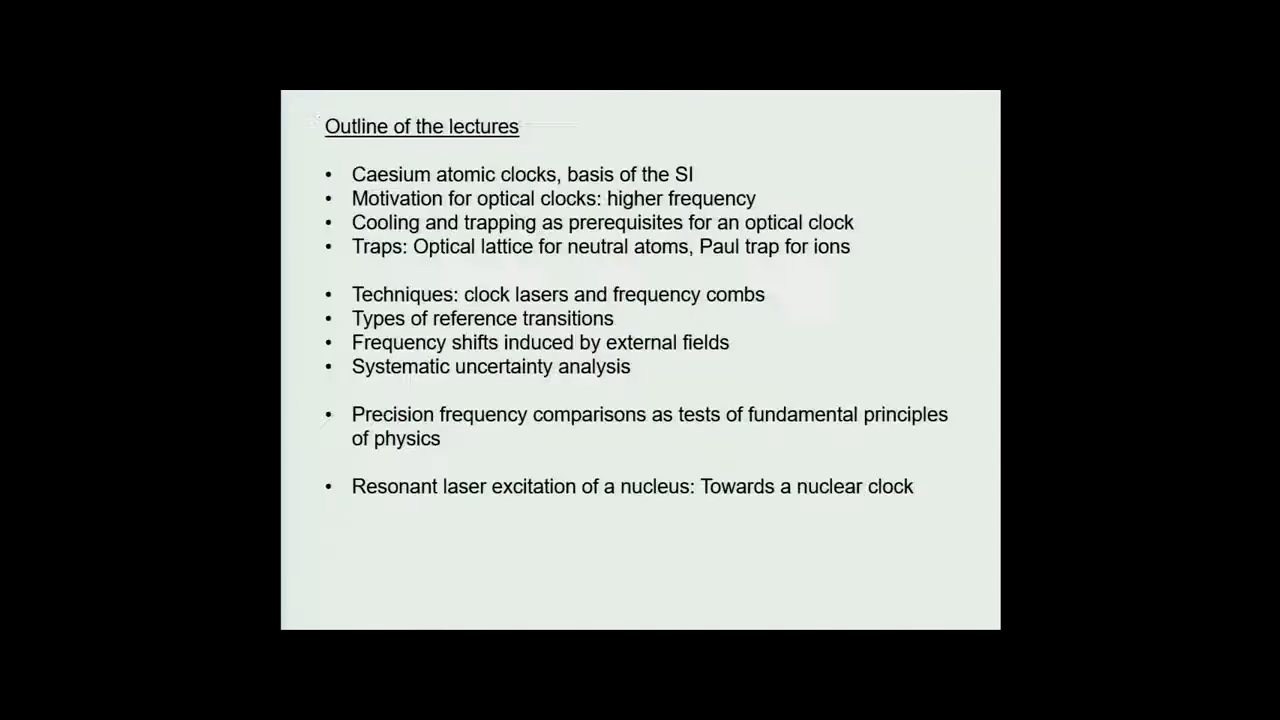 Outline of the lectures
• Caesium atomic clocks, basis of the SI
• Motivation for optical clocks: higher frequency
• Cooling and trapping as prerequisites for an optical clock
• Traps: Optical lattice for neutral atoms, Paul trap for ions
• Techniques: clock lasers and frequency combs
• Types of reference transitions
• Frequency shifts induced by external fields
• Systematic uncertainty analysis
• Precision frequency comparisons as tests of fundamental principles
of physics
• Resonant laser excitation of a nucleus: Towards a nuclear clock